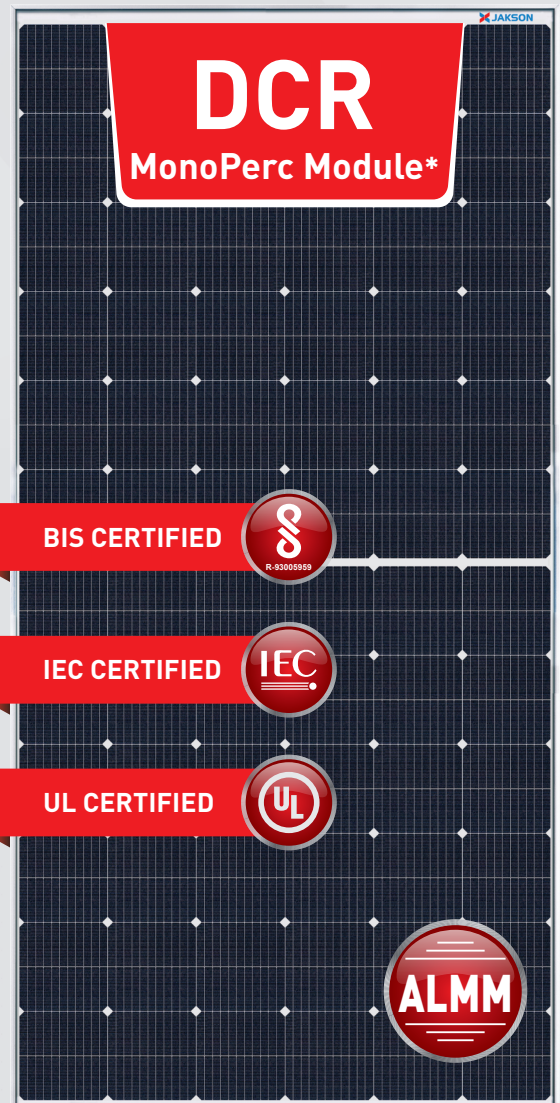 JAKSON
DCR
MonoPerc Module*
BIS CERTIFIED
R-93005959
IEC CERTIFIED
IEC
UL CERTIFIED
UL
ALMM